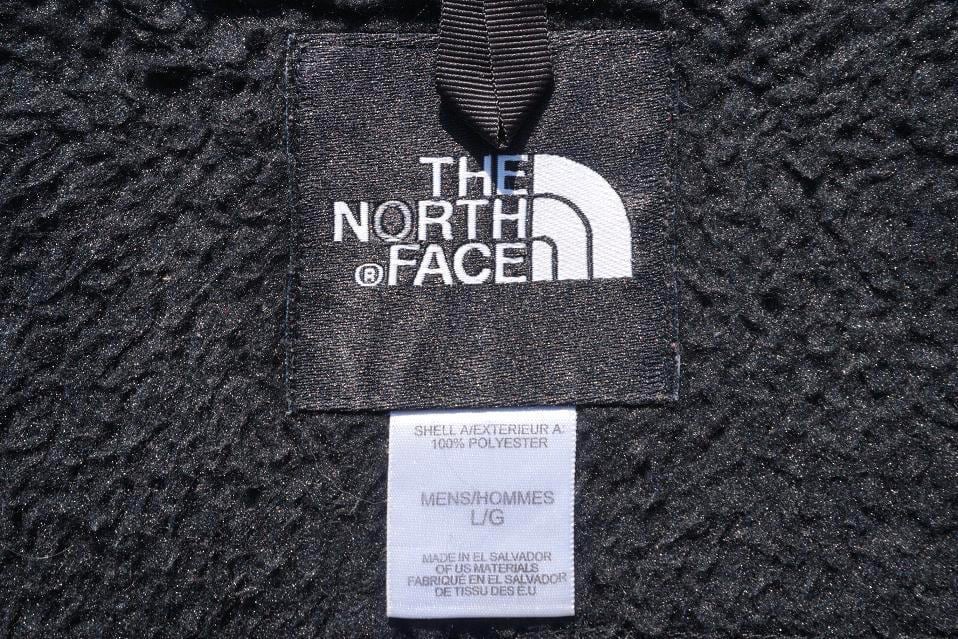 THE
NORTH
®FACE
SHELL A/EXTERIEUR A:
100% POLYESTER
MENS/HOMMES
L/G
MADE IN EL SALVADOR
OF US MATERIALS
FABRIQUÉ EN EL SALVADOR
DE TISSU DES É.U